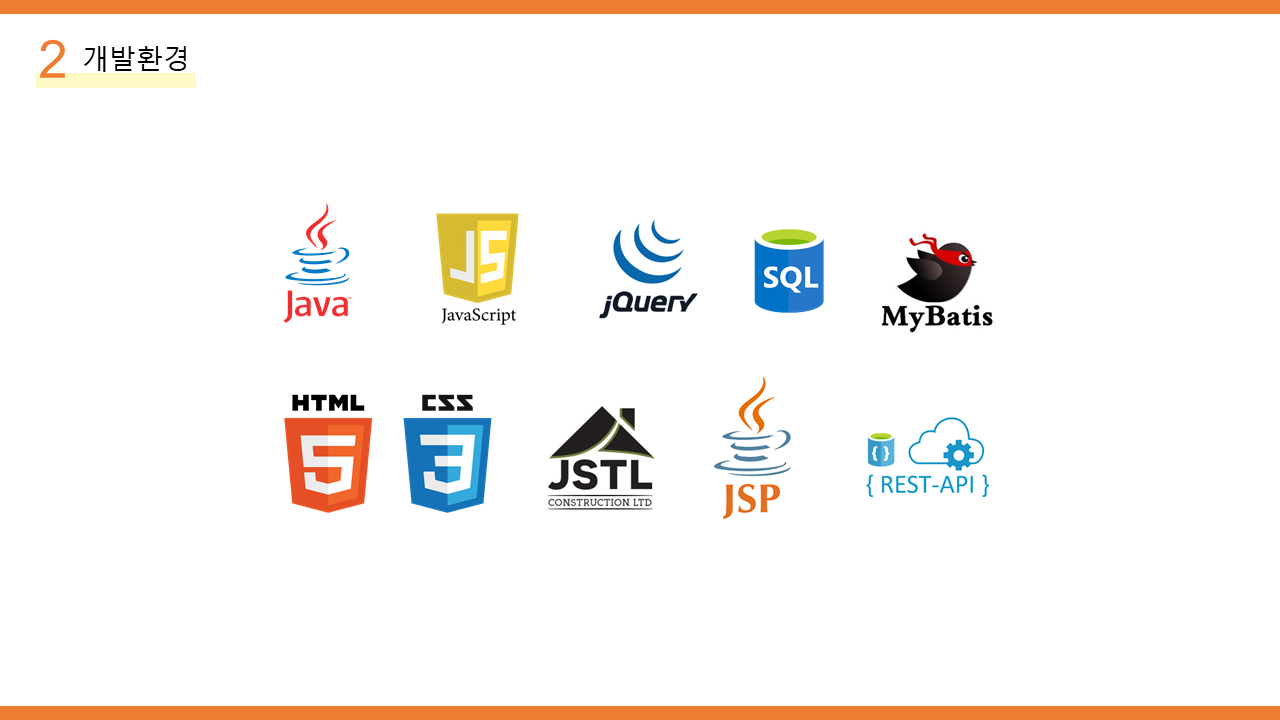 2 개발환경
Java™
JS
JavaScript
jQuery
SQL
MyBatis
HTML
5
CSS
3
JSTL
CONSTRUCTION LTD
JSP
{ }
{ REST-API }